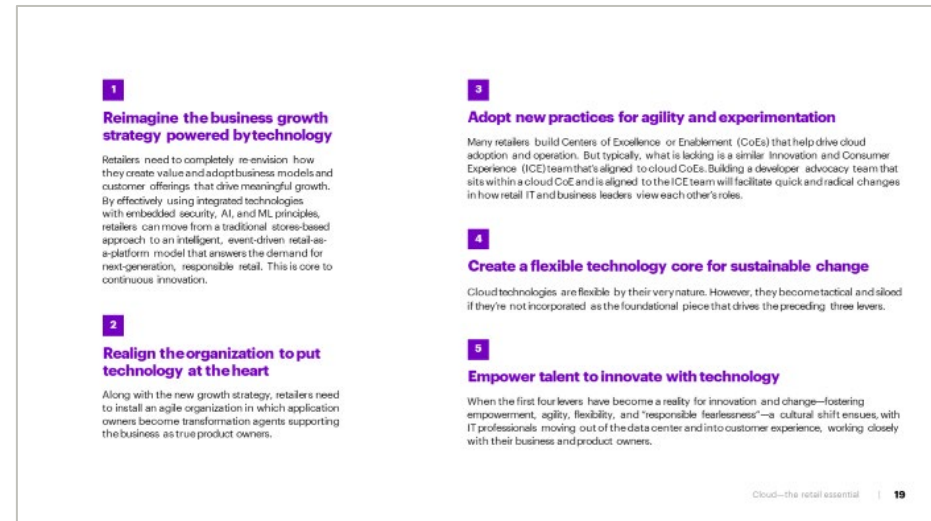 1
Reimagine the business growth
strategy powered by technology
Retailers need to completely re-envision how
they create value and adopt business models and
customer offerings that drive meaningful growth.
By effectively using integrated technologies
with embedded security, AI, and ML principles,
retailers can move from a traditional stores-based
approach to an intelligent, event-driven retail-as-
a-platform model that answers the demand for
next-generation, responsible retail. This is core to
continuous innovation.
2
Realign the organization to put
technology at the heart
Along with the new growth strategy, retailers need
to install an agile organization in which application
owners become transformation agents supporting
the business as true product owners.
3
Adopt new practices for agility and experimentation
Many retailers build Centers of Excellence or Enablement (CoEs) that help drive cloud
adoption and operation. But typically, what is lacking is a similar Innovation and Consumer
Experience (ICE) team that's aligned to cloud CoEs. Building a developer advocacy team that
sits within a cloud CoE and is aligned to the ICE team will facilitate quick and radical changes
in how retail IT and business leaders view each other's roles.
4
Create a flexible technology core for sustainable change
Cloud technologies are flexible by their very nature. However, they become tactical and siloed
if they're not incorporated as the foundational piece that drives the preceding three levers.
5
Empower talent to innovate with technology
When the first four levers have become a reality for innovation and change—fostering
empowerment, agility, flexibility, and "responsible fearlessness"—a cultural shift ensues, with
IT professionals moving out of the data center and into customer experience, working closely
with their business and product owners.
Cloud—the retail essential | 19